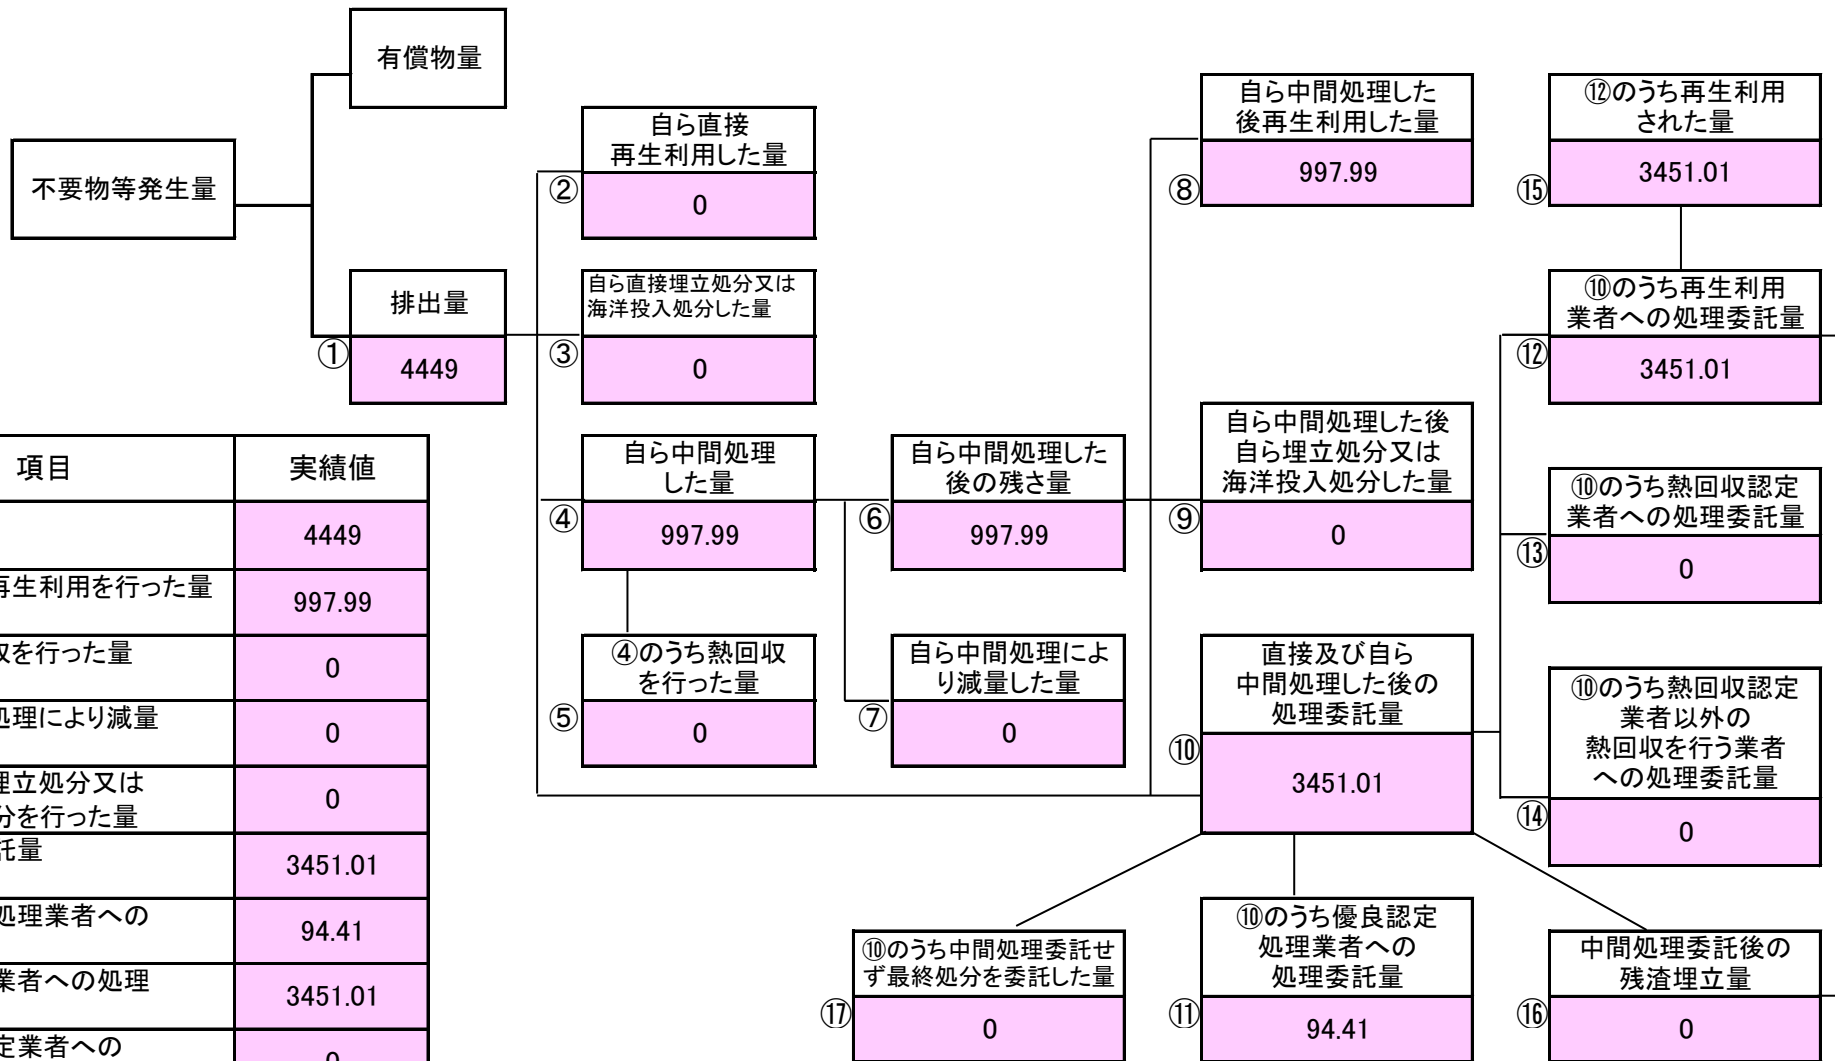 有償物量
不要物等発生量
排出量
①
4449
自ら直接
再生利用した量
②
0
自ら直接埋立処分又は
海洋投入処分した量
③
0
自ら中間処理
した量
④
997.99
④のうち熱回収
を行った量
⑤
0
自ら中間処理した
後の残さ量
⑥
997.99
自ら中間処理によ
り減量した量
⑦
0
自ら中間処理した
後再生利用した量
⑧
997.99
自ら中間処理した後
自ら埋立処分又は
海洋投入処分した量
⑨
0
直接及び自ら
中間処理した後の
処理委託量
⑩
3451.01
⑫のうち再生利用
された量
⑮
3451.01
⑩のうち再生利用
業者への処理委託量
⑫
3451.01
⑩のうち熱回収認定
業者への処理委託量
⑬
0
⑩のうち熱回収認定
業者以外の
熱回収を行う業者
への処理委託量
⑭
0
⑩のうち中間処理委託せ
ず最終処分を委託した量
⑰
0
⑩のうち優良認定
処理業者への
処理委託量
⑪
94.41
中間処理委託後の
残渣埋立量
⑯
0
項目 実績値
4449
再生利用を行った量 997.99
収を行った量 0
処理により減量 0
埋立処分又は
分を行った量 0
託量 3451.01
処理業者への 94.41
業者への処理 3451.01
定業者への 0